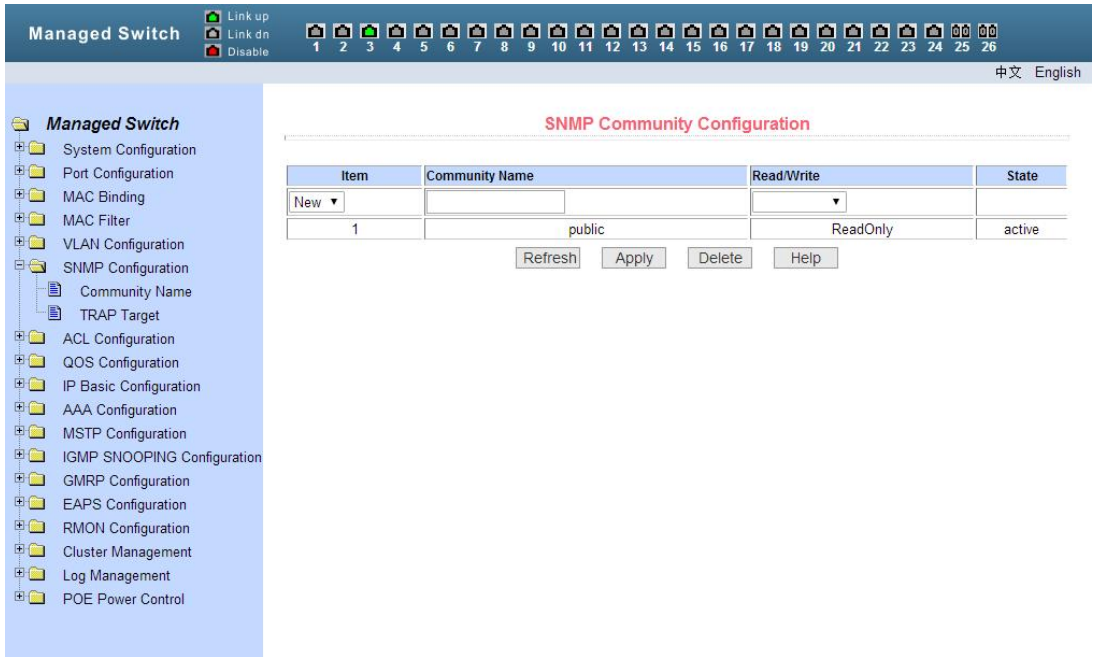 Managed Switch
Link up
Link dn
Disable
1 2 3 4 5 6 7 8 9 10 11 12 13 14 15 16 17 18 19 20 21 22 23 24 25 26
中文 English
Managed Switch
System Configuration
Port Configuration
MAC Binding
MAC Filter
VLAN Configuration
SNMP Configuration
Community Name
TRAP Target
ACL Configuration
QOS Configuration
IP Basic Configuration
AAA Configuration
MSTP Configuration
IGMP SNOOPING Configuration
GMRP Configuration
EAPS Configuration
RMON Configuration
Cluster Management
Log Management
POE Power Control
SNMP Community Configuration
Item Community Name Read/Write State
New
1 public ReadOnly active
Refresh Apply Delete Help